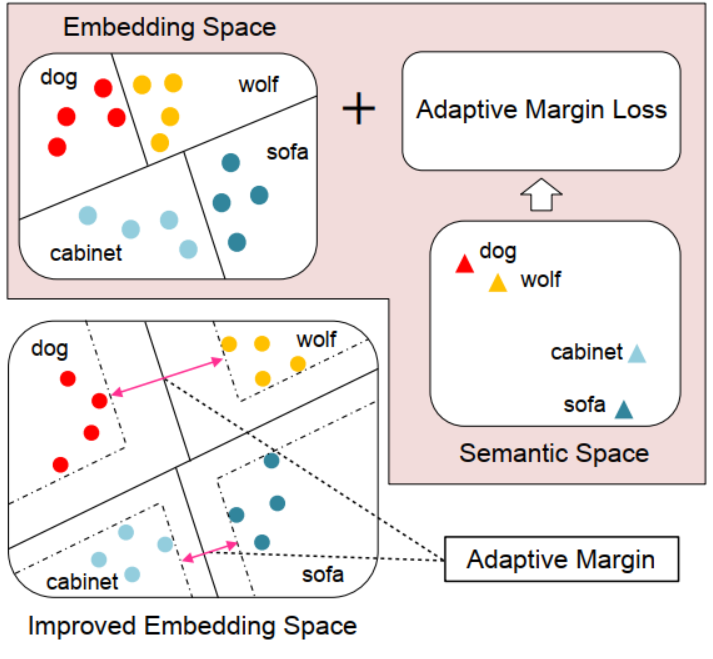 Embedding Space
dog
wolf
sofa
cabinet
+
Adaptive Margin Loss
dog
wolf
cabinet
sofa
Semantic Space
dog
wolf
cabinet
sofa
Adaptive Margin
Improved Embedding Space